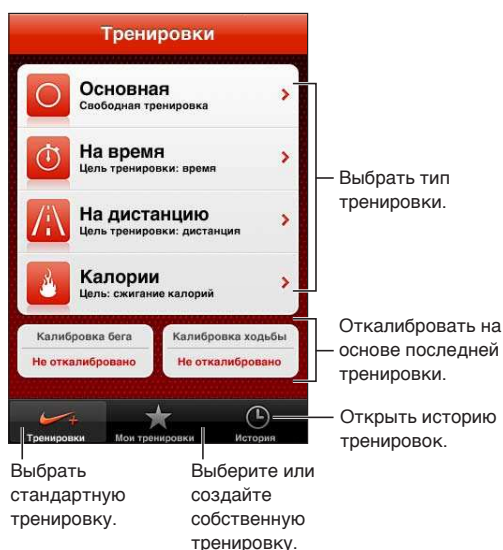 Тренировки
Основная
Свободная тренировка
На время
Цель тренировки: время
На дистанцию
Цель тренировки: дистанция
Калории
Цель: сжигание калорий
Выбрать тип
тренировки.
Калибровка бега
Не откалибровано
Калибровка ходьбы
Не откалибровано
Откалибровать на
основе последней
тренировки.
Тренировки
Мои тренировки
История
Открыть историю
тренировок.
Выбрать
стандартную
тренировку.
Выберите или
создайте
собственную
тренировку.